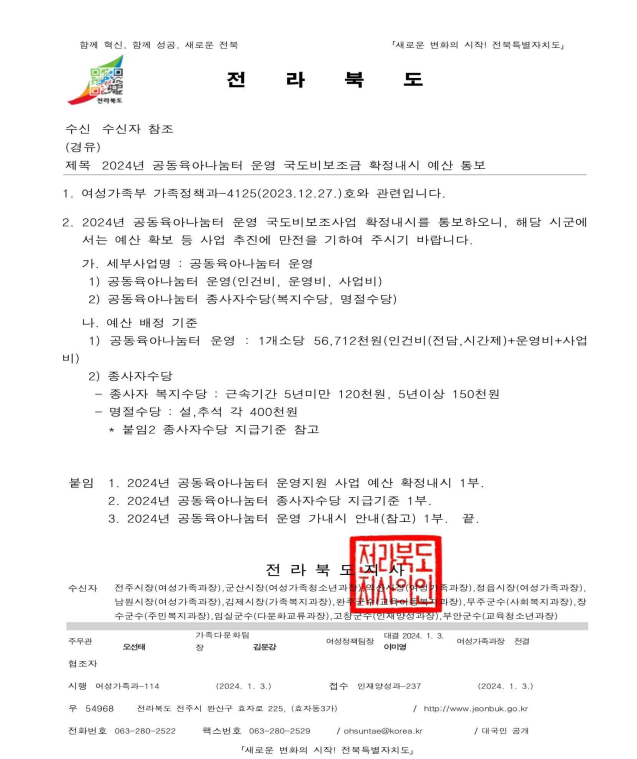 함께 혁신, 함께 성공, 새로운 전북
「새로운 변화의 시작! 전북특별자치도」
전라북도
전 라 북 도
수신 수신자 참조
(경유)
제목 2024년 공동육아나눔터 운영 국도비보조금 확정내시 예산 통보
1. 여성가족부 가족정책과-4125(2023.12.27.)호와 관련입니다.
2. 2024년 공동육아나눔터 운영 국도비보조사업 확정내시를 통보하오니, 해당 시군에
서는 예산 확보 등 사업 추진에 만전을 기하여 주시기 바랍니다.
가. 세부사업명 : 공동육아나눔터 운영
1) 공동육아나눔터 운영(인건비, 운영비, 사업비)
2) 공동육아나눔터 종사자수당(복지수당, 명절수당)
나. 예산 배정 기준
1) 공동육아나눔터 운영 : 1개소당 56,712천원(인건비(전담,시간제)+운영비+사업
비)
2) 종사자수당
- 종사자 복지수당 : 근속기간 5년미만 120천원, 5년이상 150천원
- 명절수당 : 설,추석 각 400천원
* 붙임2 종사자수당 지급기준 참고
붙임 1. 2024년 공동육아나눔터 운영지원 사업 예산 확정내시 1부.
2. 2024년 공동육아나눔터 종사자수당 지급기준 1부.
3. 2024년 공동육아나눔터 운영 가내시 안내(참고) 1부. 끝.
전 라 북 도 지 사
전라북도
지사의인
수신자 전주시장(여성가족과장),군산시장(여성가족청소년과장),익산시장(여성가족과장),정읍시장(여성가족과장),
남원시장(여성가족과장),김제시장(가족복지과장),완주군수(교육아동복지과장),무주군수(사회복지과장),장
수군수(주민복지과장),임실군수(다문화교류과장),고창군수(인재양성과장),부안군수(교육청소년과장)
주무관 오선태 가족다문화팀장 김문강 여성정책팀장 대결 2024. 1. 3. 이미영 여성가족과장 전결
협조자
시행 여성가족과-114 (2024. 1. 3.) 접수 인재양성과-237 (2024. 1. 3.)
우 54968 전라북도 전주시 완산구 효자로 225, (효자동3가) / http://www.jeonbuk.go.kr
전화번호 063-280-2522 팩스번호 063-280-2529 / ohsuntae@korea.kr / 대국민 공개
「새로운 변화의 시작! 전북특별자치도」